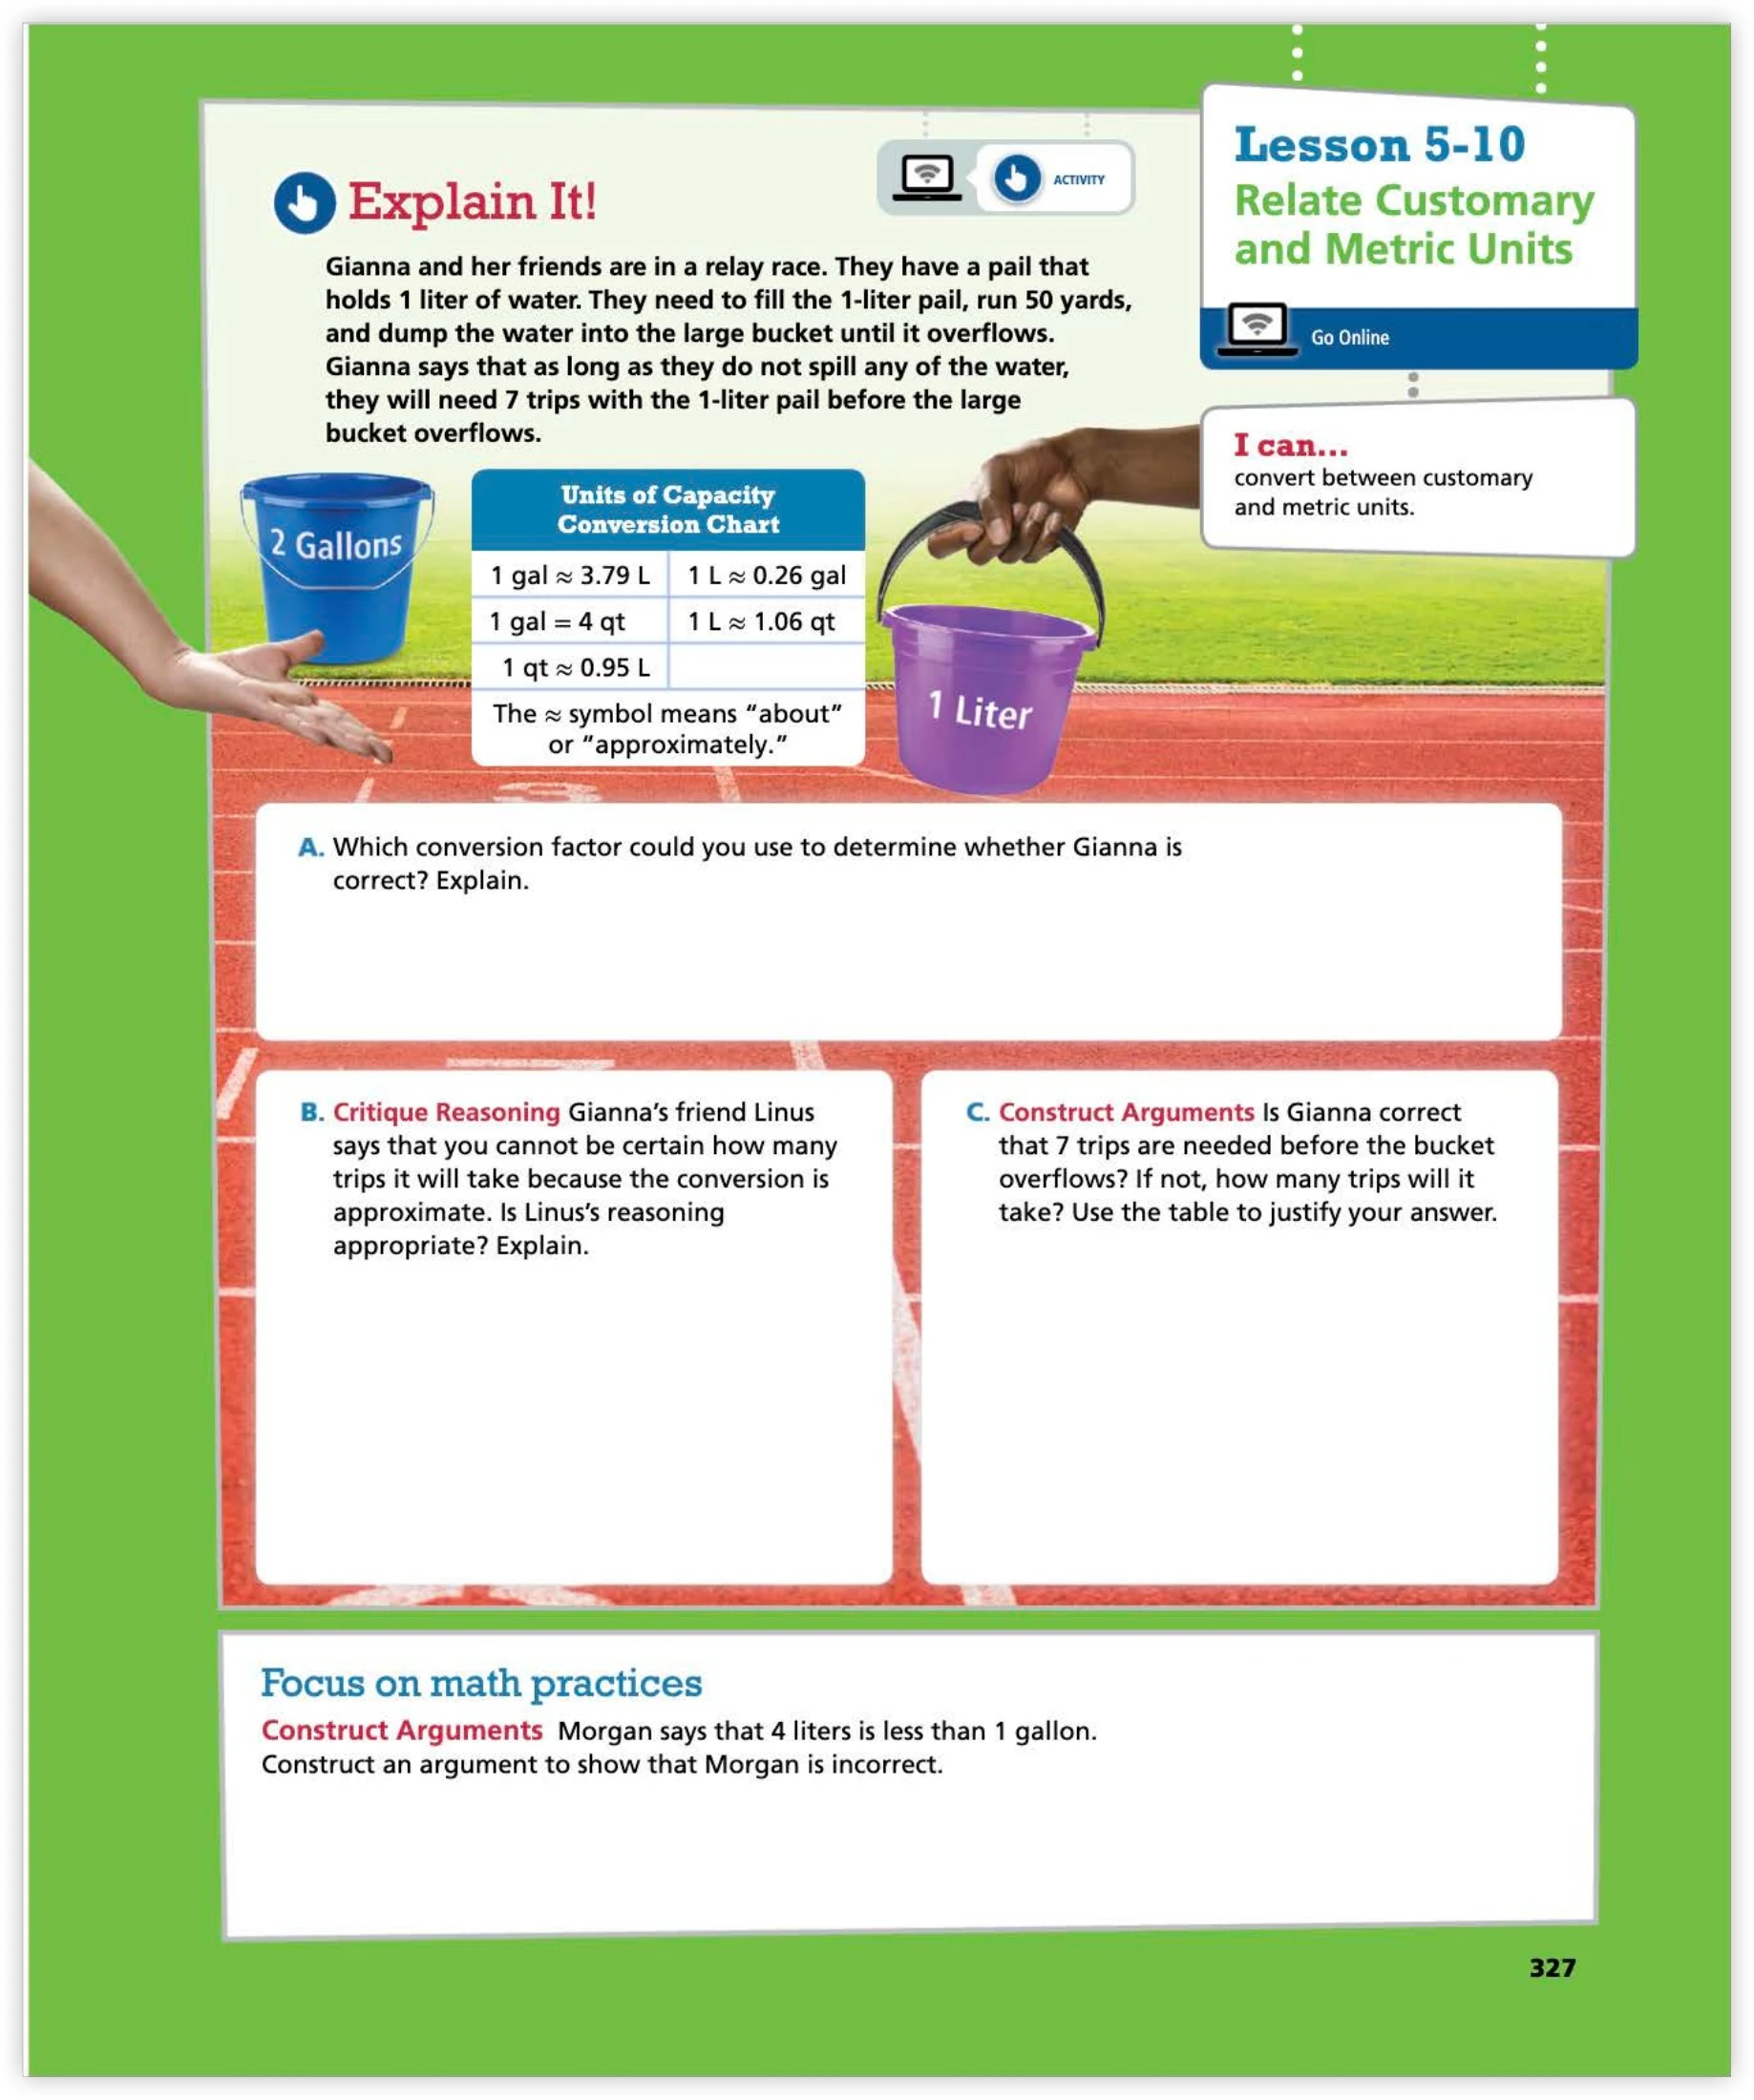 Lesson 5-10
Relate Customary
and Metric Units
Go Online
I can...
convert between customary
and metric units.
Explain It!
ACTIVITY
Gianna and her friends are in a relay race. They have a pail that
holds 1 liter of water. They need to fill the 1-liter pail, run 50 yards,
and dump the water into the large bucket until it overflows.
Gianna says that as long as they do not spill any of the water,
they will need 7 trips with the 1-liter pail before the large
bucket overflows.
2 Gallons
Units of Capacity
Conversion Chart
1 gal ≈ 3.79 L 1 L ≈ 0.26 gal
1 gal = 4 qt 1 L ≈ 1.06 qt
1 qt ≈ 0.95 L
The ≈ symbol means “about”
or “approximately.”
1 Liter
A. Which conversion factor could you use to determine whether Gianna is
correct? Explain.
B. Critique Reasoning Gianna’s friend Linus
says that you cannot be certain how many
trips it will take because the conversion is
approximate. Is Linus’s reasoning
appropriate? Explain.
C. Construct Arguments Is Gianna correct
that 7 trips are needed before the bucket
overflows? If not, how many trips will it
take? Use the table to justify your answer.
Focus on math practices
Construct Arguments Morgan says that 4 liters is less than 1 gallon.
Construct an argument to show that Morgan is incorrect.
327